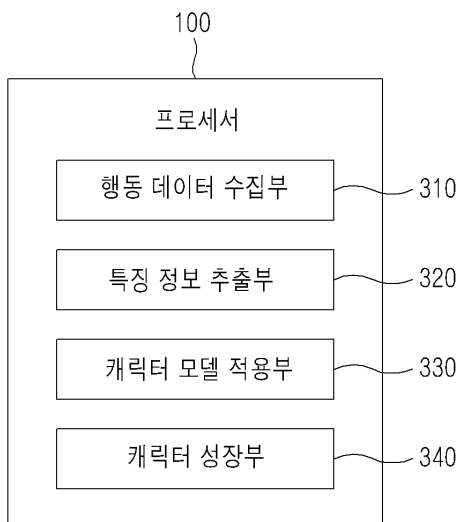 100
프로세서
행동 데이터 수집부 310
특징 정보 추출부 320
캐릭터 모델 적용부 330
캐릭터 성장부 340